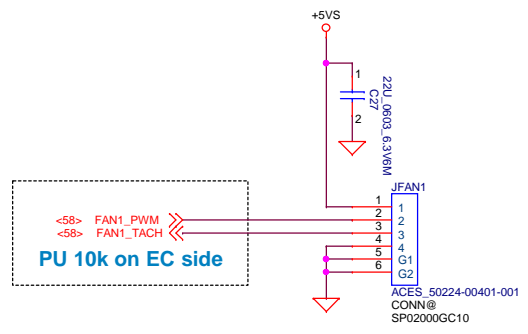 +5VS
1
22U_0603_6.3V6M
C27
2
JFAN1
<58> FAN1_PWM
<58> FAN1_TACH
PU 10k on EC side
1 1
2 2
3 3
4 4
5 G1
6 G2
ACES_50224-00401-001
CONN@
SP02000GC10